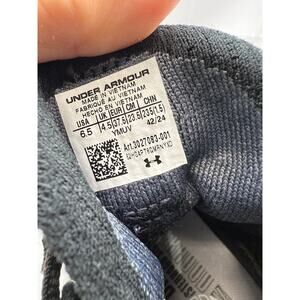 UNDER ARMOUR
MADE IN VIETNAM
FABRIQUÉ AU VIETNAM
HECHO EN VIETNAM
USA UK EUR CM CHN
6.5 4.5 37.5 23.5 235(1.5)
YMUV 42/24
Art.3027083-001